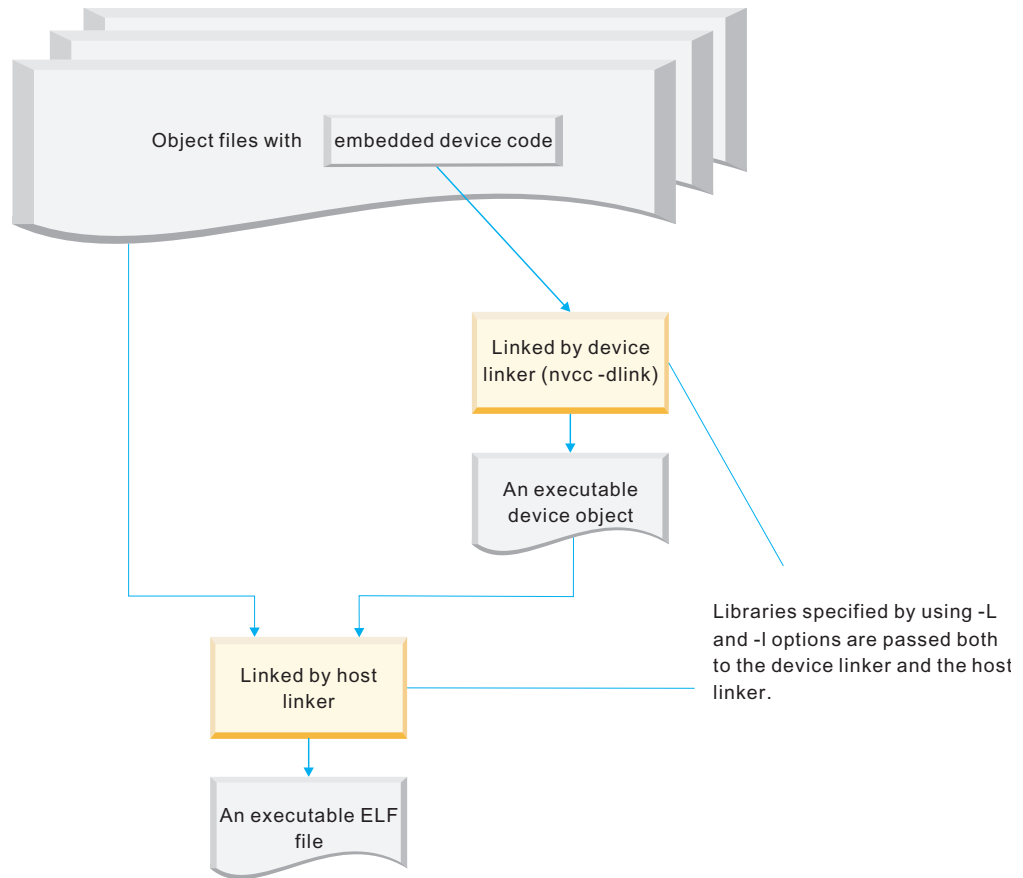 Object files with embedded device code
Linked by device
linker (nvcc -dlink)
An executable
device object
Libraries specified by using -L
and -l options are passed both
to the device linker and the host
linker.
Linked by host
linker
An executable ELF
file